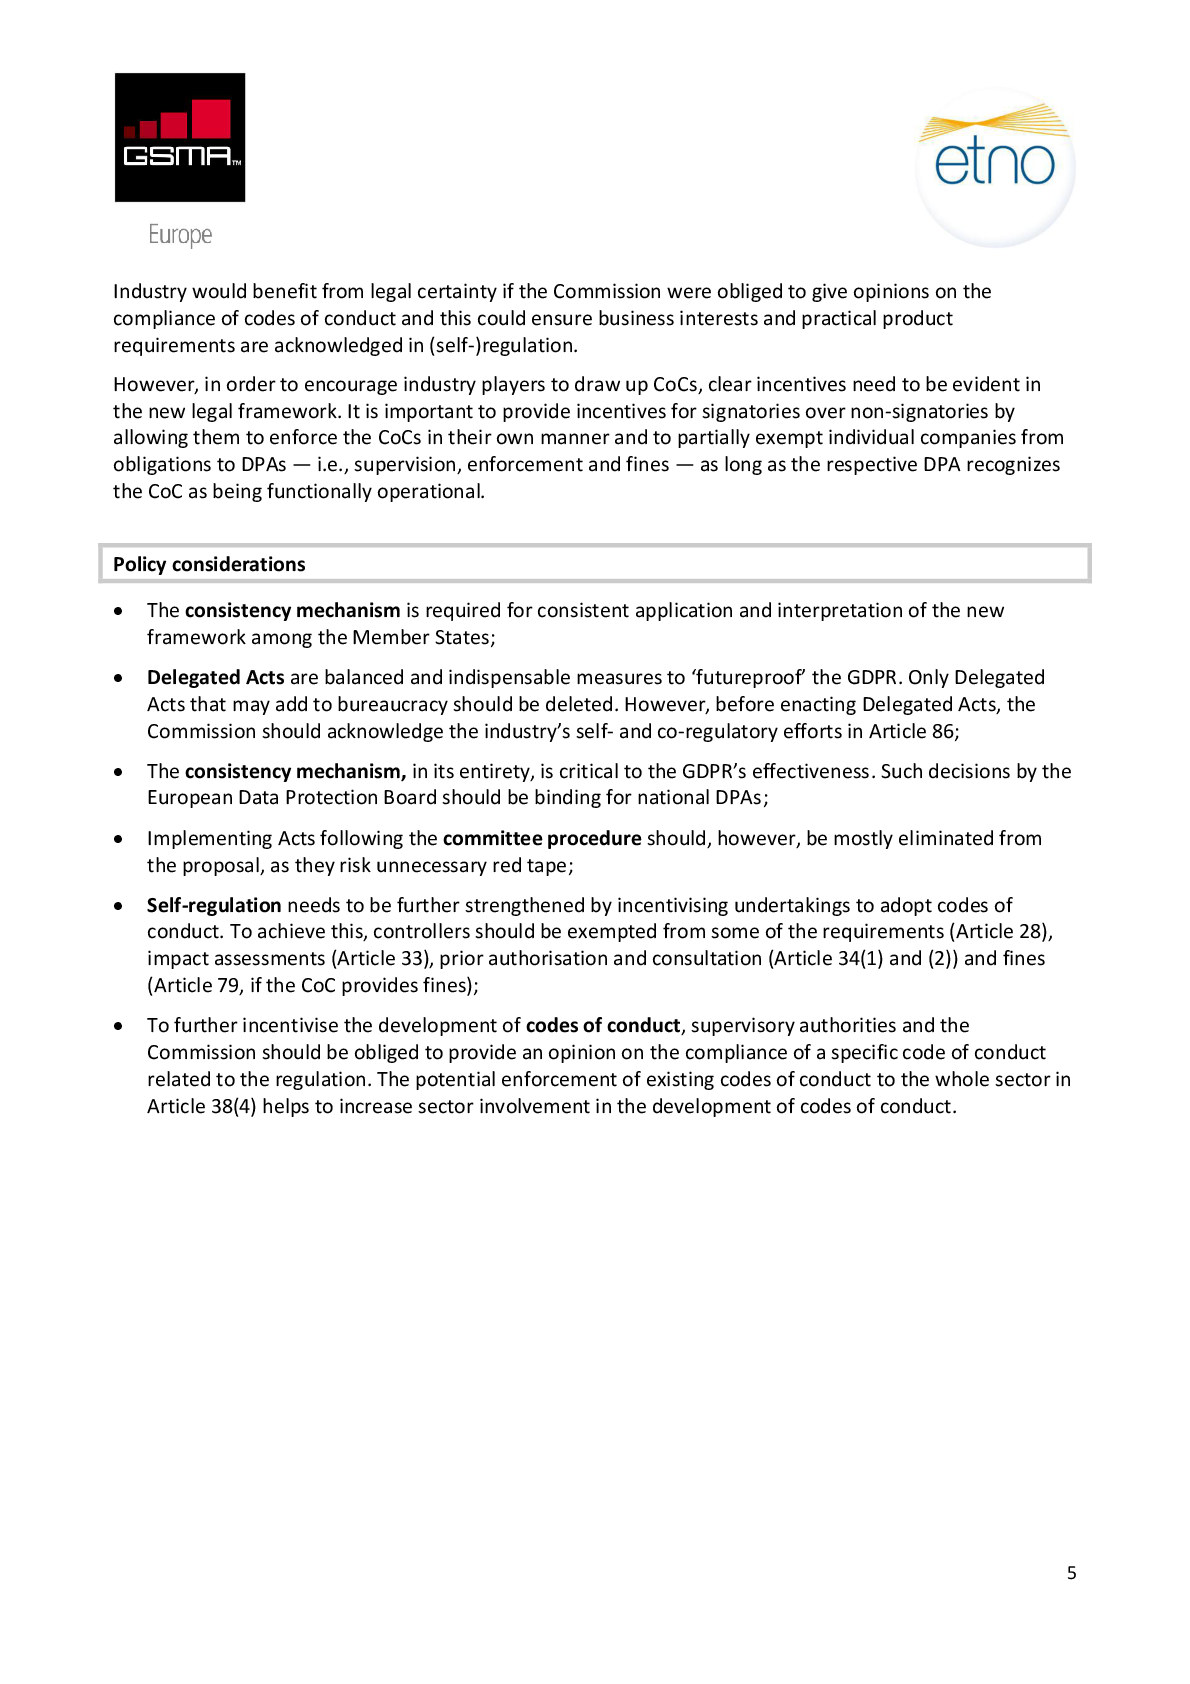 GSMA™
etno
Europe
Industry would benefit from legal certainty if the Commission were obliged to give opinions on the
compliance of codes of conduct and this could ensure business interests and practical product
requirements are acknowledged in (self-)regulation.
However, in order to encourage industry players to draw up CoCs, clear incentives need to be evident in
the new legal framework. It is important to provide incentives for signatories over non-signatories by
allowing them to enforce the CoCs in their own manner and to partially exempt individual companies from
obligations to DPAs — i.e., supervision, enforcement and fines — as long as the respective DPA recognizes
the CoC as being functionally operational.
Policy considerations
• The consistency mechanism is required for consistent application and interpretation of the new
framework among the Member States;
• Delegated Acts are balanced and indispensable measures to ‘futureproof’ the GDPR. Only Delegated
Acts that may add to bureaucracy should be deleted. However, before enacting Delegated Acts, the
Commission should acknowledge the industry’s self- and co-regulatory efforts in Article 86;
• The consistency mechanism, in its entirety, is critical to the GDPR’s effectiveness. Such decisions by the
European Data Protection Board should be binding for national DPAs;
• Implementing Acts following the committee procedure should, however, be mostly eliminated from
the proposal, as they risk unnecessary red tape;
• Self-regulation needs to be further strengthened by incentivising undertakings to adopt codes of
conduct. To achieve this, controllers should be exempted from some of the requirements (Article 28),
impact assessments (Article 33), prior authorisation and consultation (Article 34(1) and (2)) and fines
(Article 79, if the CoC provides fines);
• To further incentivise the development of codes of conduct, supervisory authorities and the
Commission should be obliged to provide an opinion on the compliance of a specific code of conduct
related to the regulation. The potential enforcement of existing codes of conduct to the whole sector in
Article 38(4) helps to increase sector involvement in the development of codes of conduct.
5